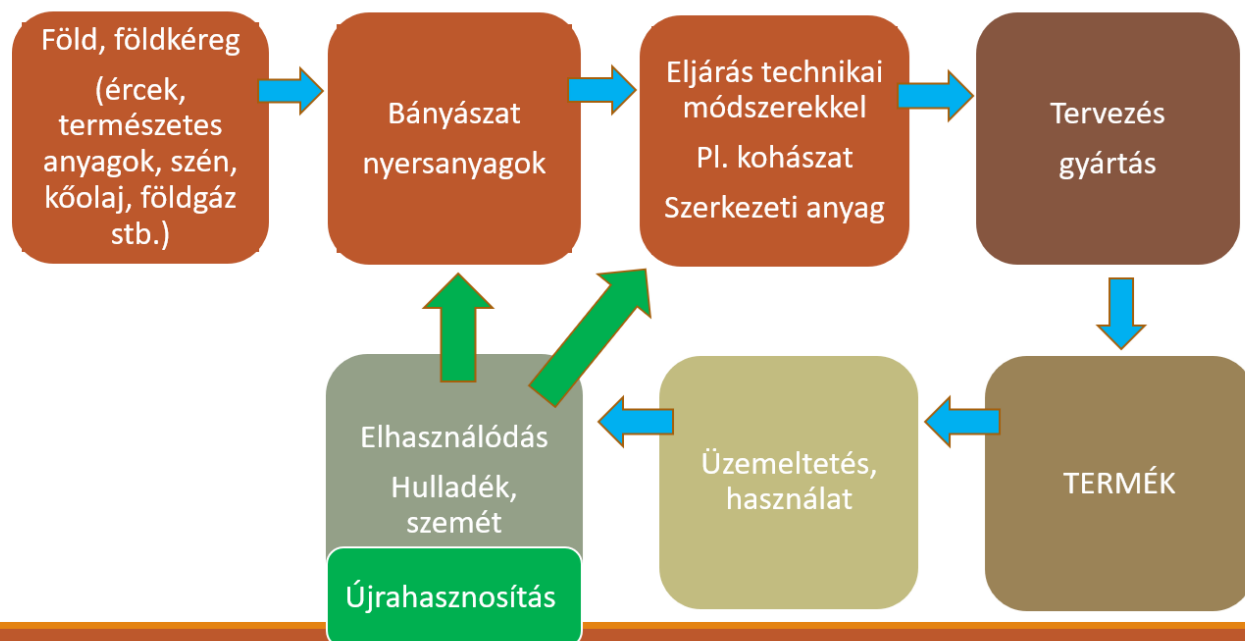 Föld, földkéreg
(ércek,
természetes
anyagok, szén,
kőolaj, földgáz
stb.)
Bányászat
nyersanyagok
Eljárás technikai
módszerekkel
Pl. kohászat
Szerkezeti anyag
Tervezés
gyártás
TERMÉK
Üzemeltetés,
használat
Elhasználódás
Hulladék,
szemét
Újrahasznosítás